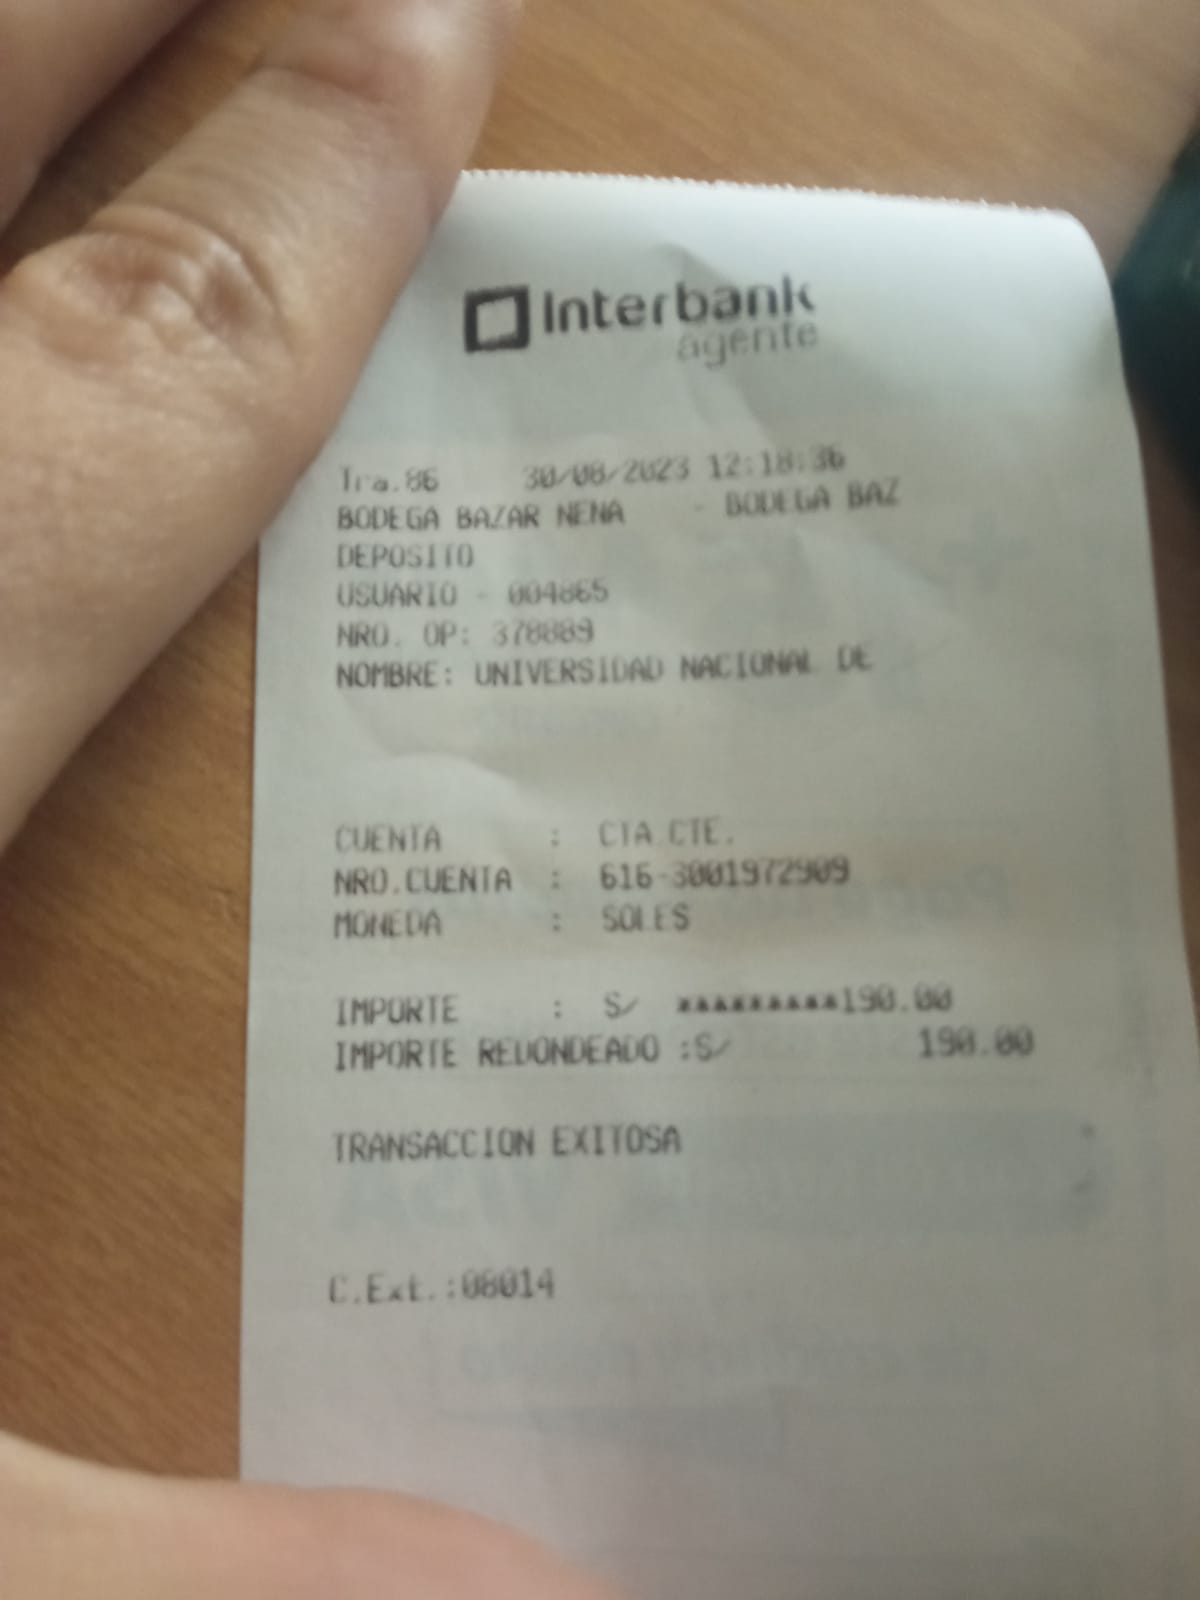 Interbank
agente
Tra.86 30/08/2023 12:18:36
BODEGA BAZAR NENA - BODEGA BAZ
DEPOSITO
USUARIO - 004865
NRO. OP: 378889
NOMBRE: UNIVERSIDAD NACIONAL DE
CUENTA : CTA.CTE.
NRO.CUENTA : 616-3001972909
MONEDA : SOLES
IMPORTE : S/ *********190.00
IMPORTE REDONDEADO :S/ 190.00
TRANSACCION EXITOSA
C.Ext.:08014